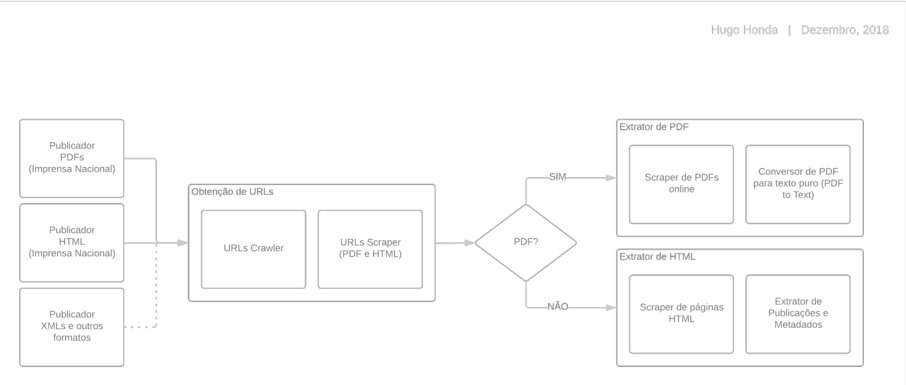 Hugo Honda | Dezembro, 2018
Publicador
PDFs
(Imprensa Nacional)
Publicador
HTML
(Imprensa Nacional)
Publicador
XMLs e outros
formatos
Obtenção de URLs
URLs Crawler
URLs Scraper
(PDF e HTML)
PDF?
SIM
NÃO
Extrator de PDF
Scraper de PDFs
online
Conversor de PDF
para texto puro (PDF
to Text)
Extrator de HTML
Scraper de páginas
HTML
Extrator de
Publicações e
Metadados